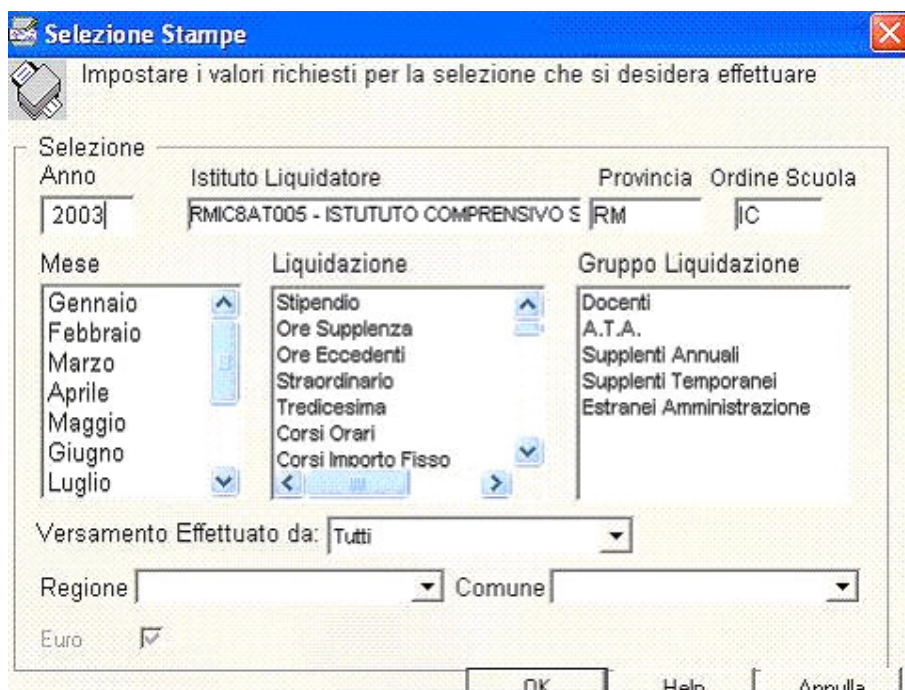 Selezione Stampe
Impostare i valori richiesti per la selezione che si desidera effettuare
Selezione
Anno Istituto Liquidatore Provincia Ordine Scuola
2003 RMIC8AT005 - ISTUTUTO COMPRENSIVO S RM IC
Mese Liquidazione Gruppo Liquidazione
Gennaio Stipendio Docenti
Febbraio Ore Supplenza A.T.A.
Marzo Ore Eccedenti Supplenti Annuali
Aprile Straordinario Supplenti Temporanei
Maggio Tredicesima Estranei Amministrazione
Giugno Corsi Orari
Luglio Corsi Importo Fisso
Versamento Effettuato da: Tutti
Regione Comune
Euro
OK Help Annulla